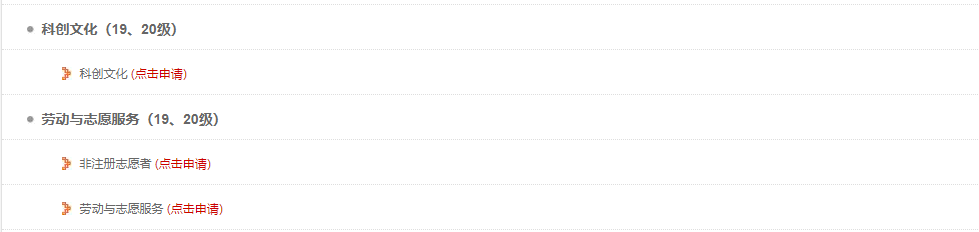 科创文化（19、20级）
科创文化 (点击申请)
劳动与志愿服务（19、20级）
非注册志愿者 (点击申请)
劳动与志愿服务 (点击申请)